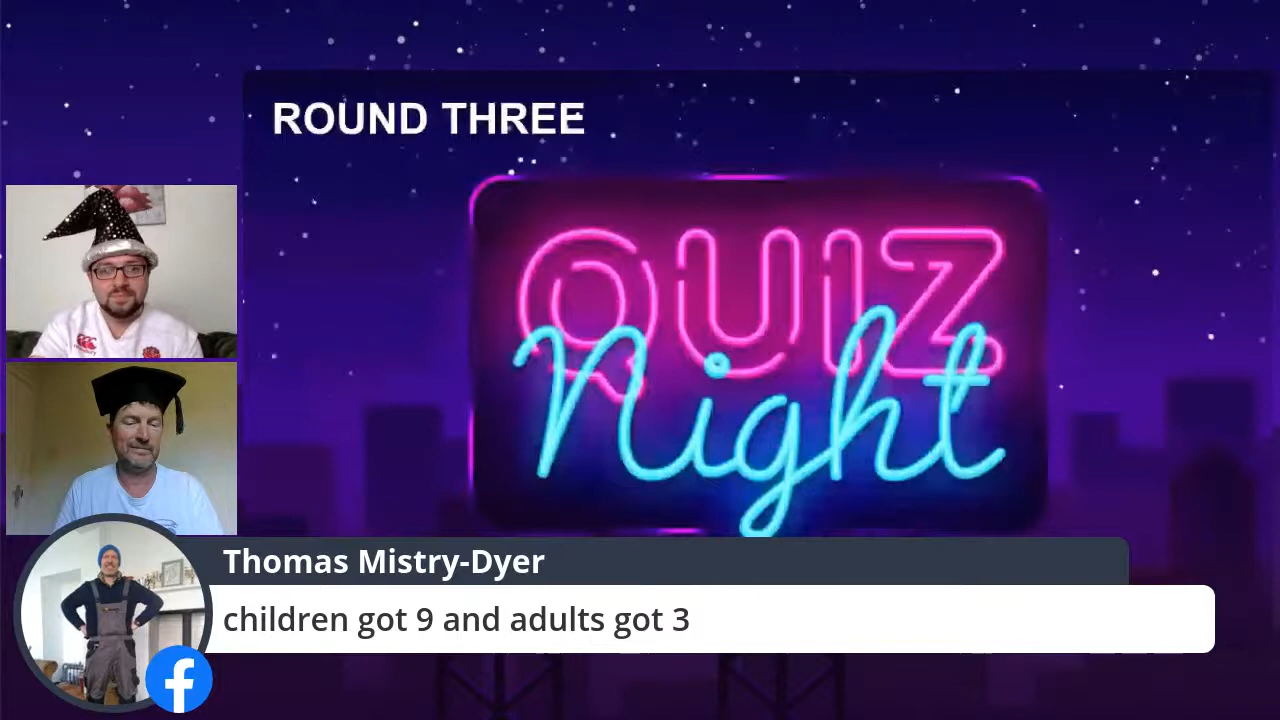 ROUND THREE
QUIZ
Night
Thomas Mistry-Dyer
children got 9 and adults got 3